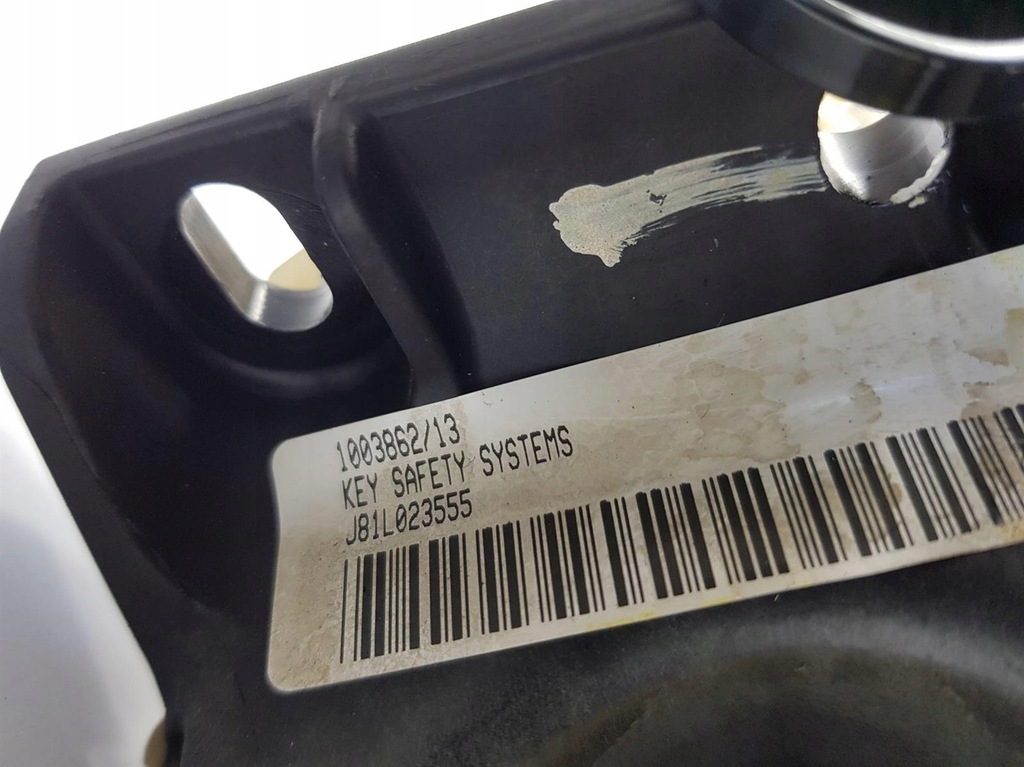 1003862/13
KEY SAFETY SYSTEMS
J81L023555